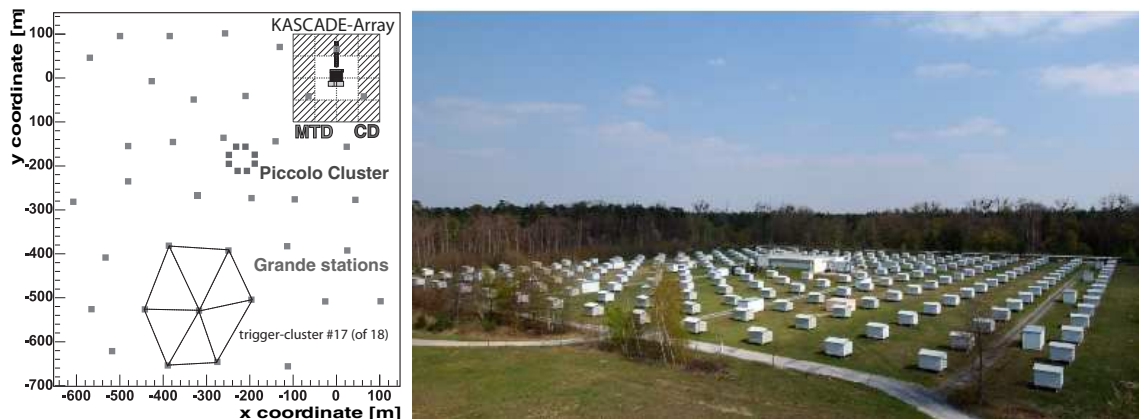 KASCADE-Array
MTD CD
Piccolo Cluster
Grande stations
trigger-cluster #17 (of 18)
y coordinate [m]
100
0
-100
-200
-300
-400
-500
-600
-700
-600 -500 -400 -300 -200 -100 0 100
x coordinate [m]